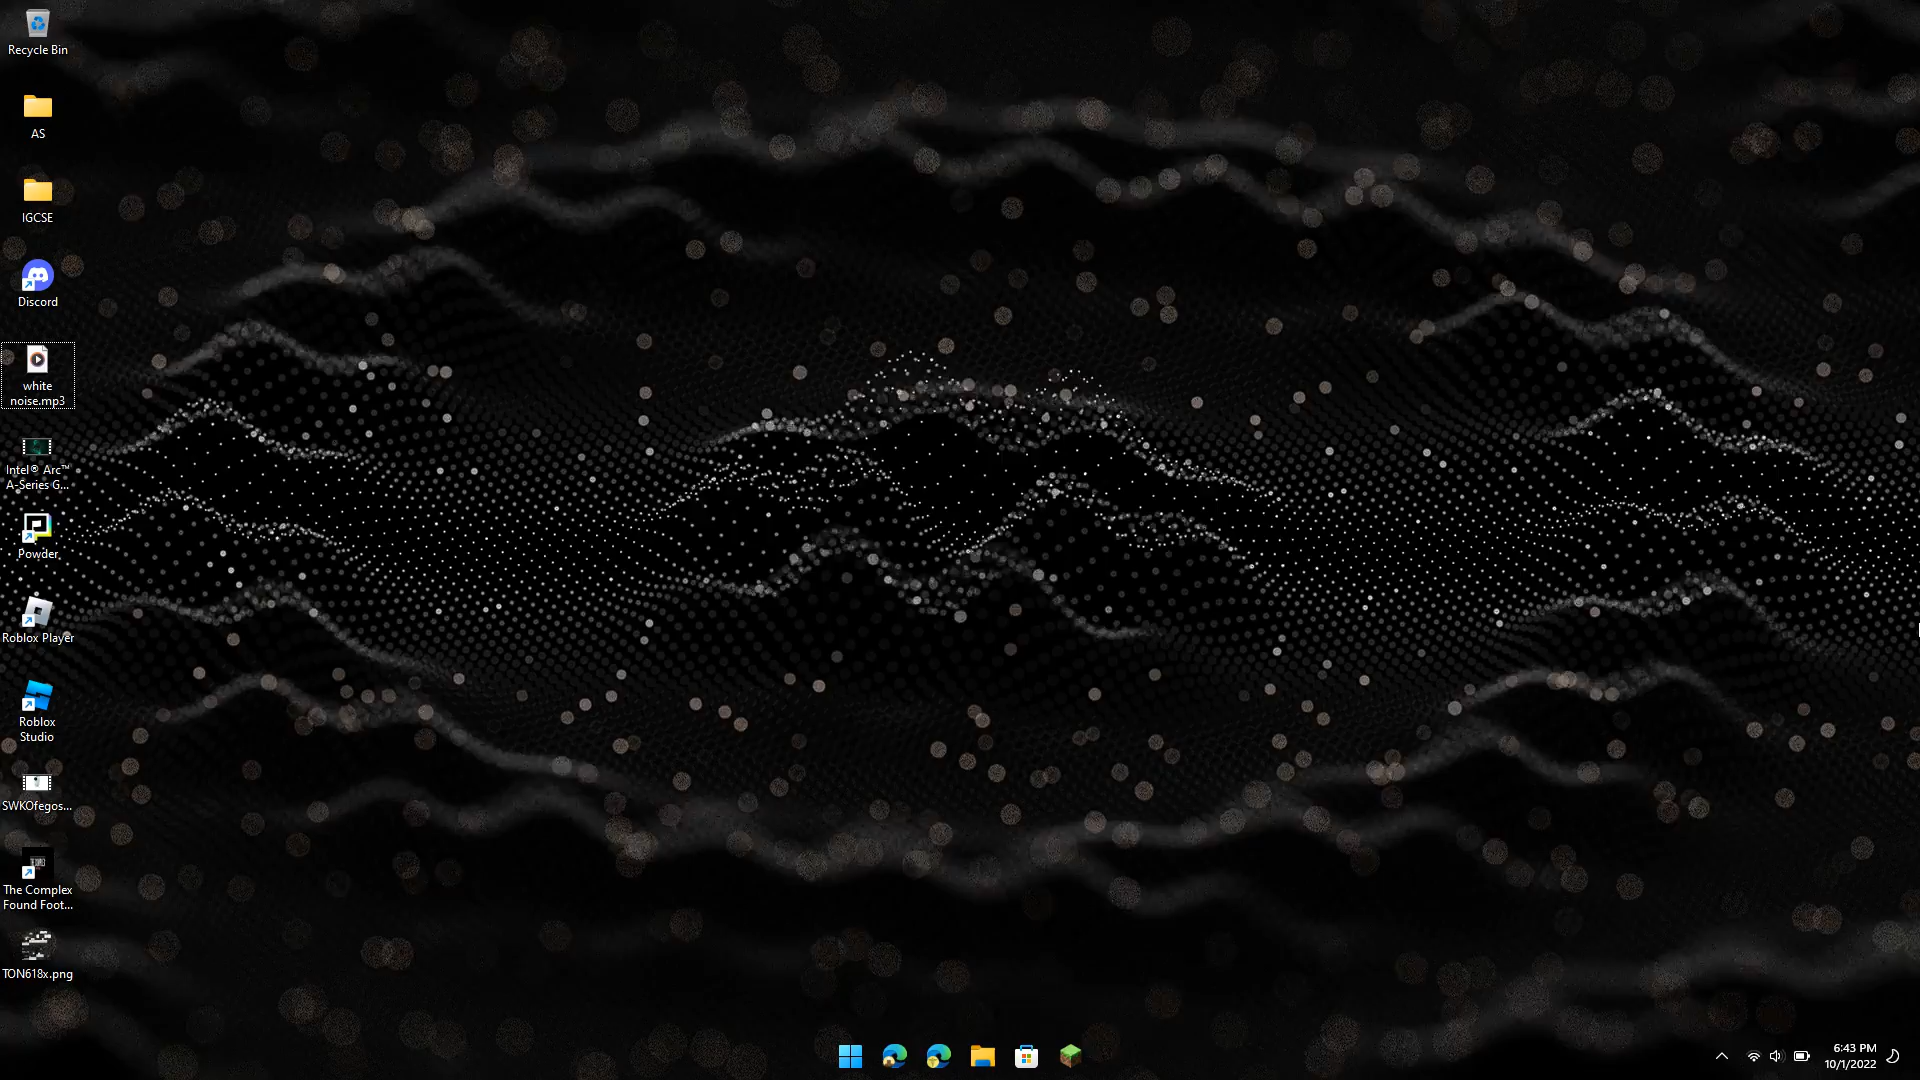 Recycle Bin
AS
IGCSE
Discord
white
noise.mp3
Intel® Arc™
A-Series G...
Powder
Roblox Player
Roblox
Studio
SWKOfegos...
The Complex
Found Foot...
TON618x.png
6:43 PM
10/1/2022